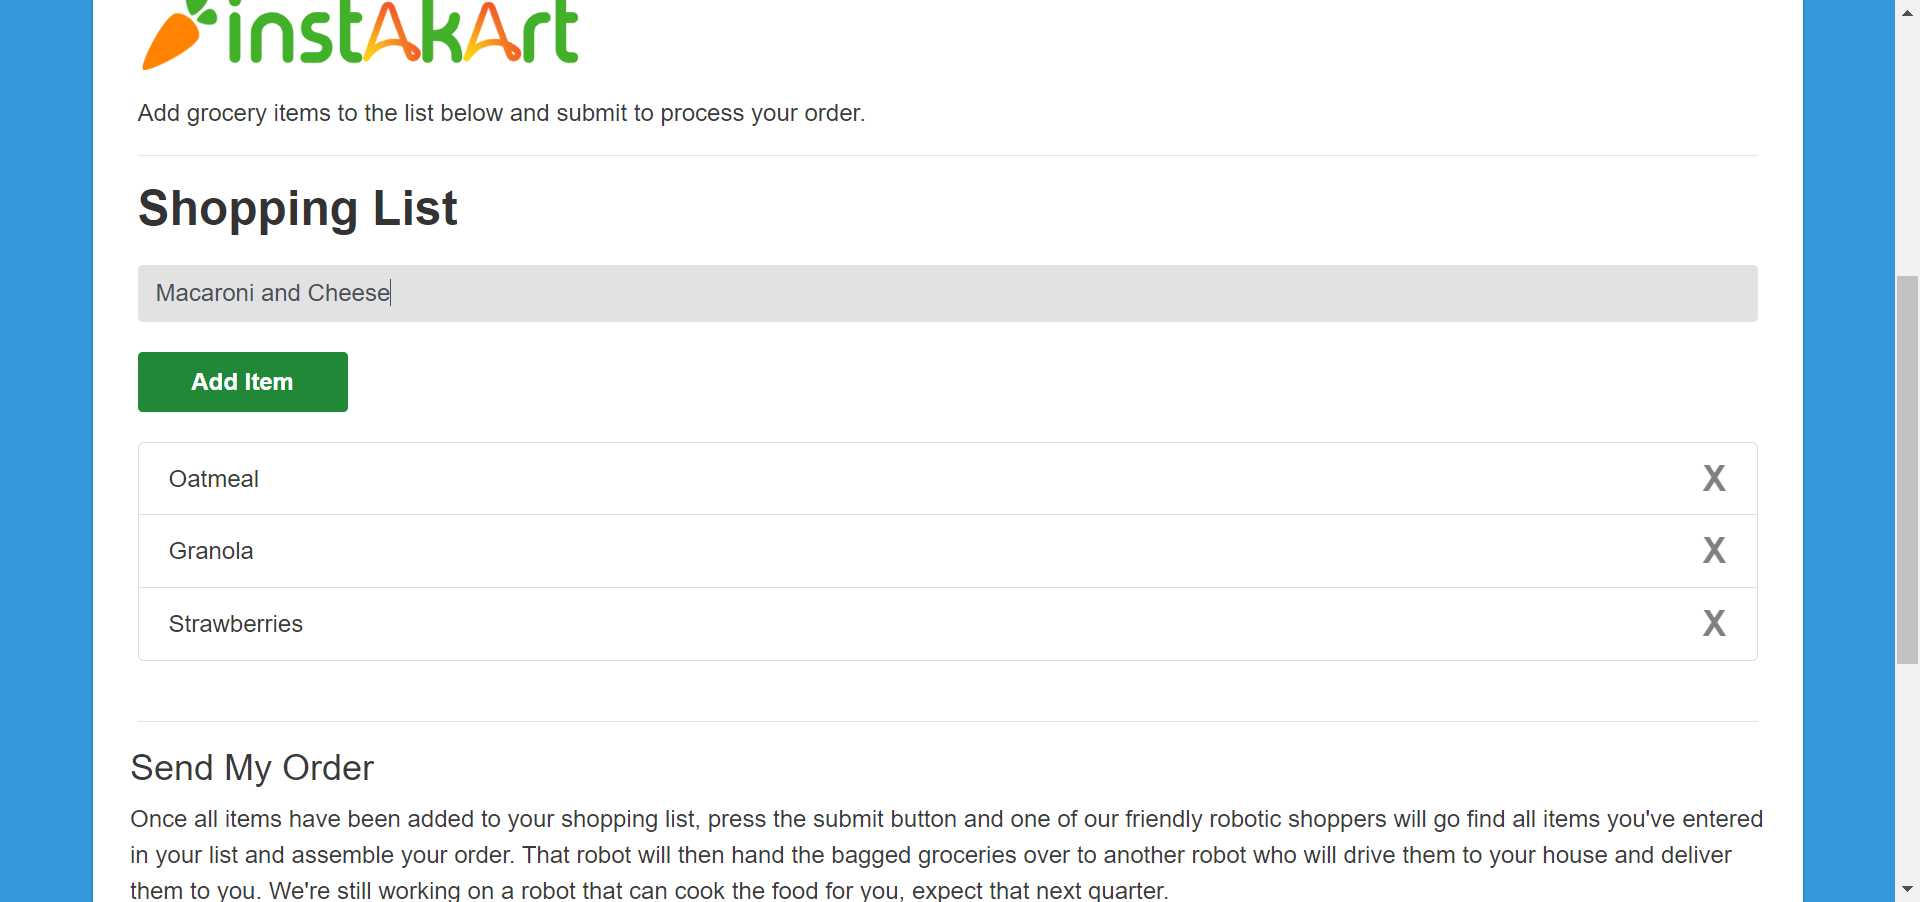 instAkArt
Add grocery items to the list below and submit to process your order.
Shopping List
Macaroni and Cheese
Add Item
Oatmeal X
Granola X
Strawberries X
Send My Order
Once all items have been added to your shopping list, press the submit button and one of our friendly robotic shoppers will go find all items you've entered
in your list and assemble your order. That robot will then hand the bagged groceries over to another robot who will drive them to your house and deliver
them to you. We're still working on a robot that can cook the food for you, expect that next quarter.